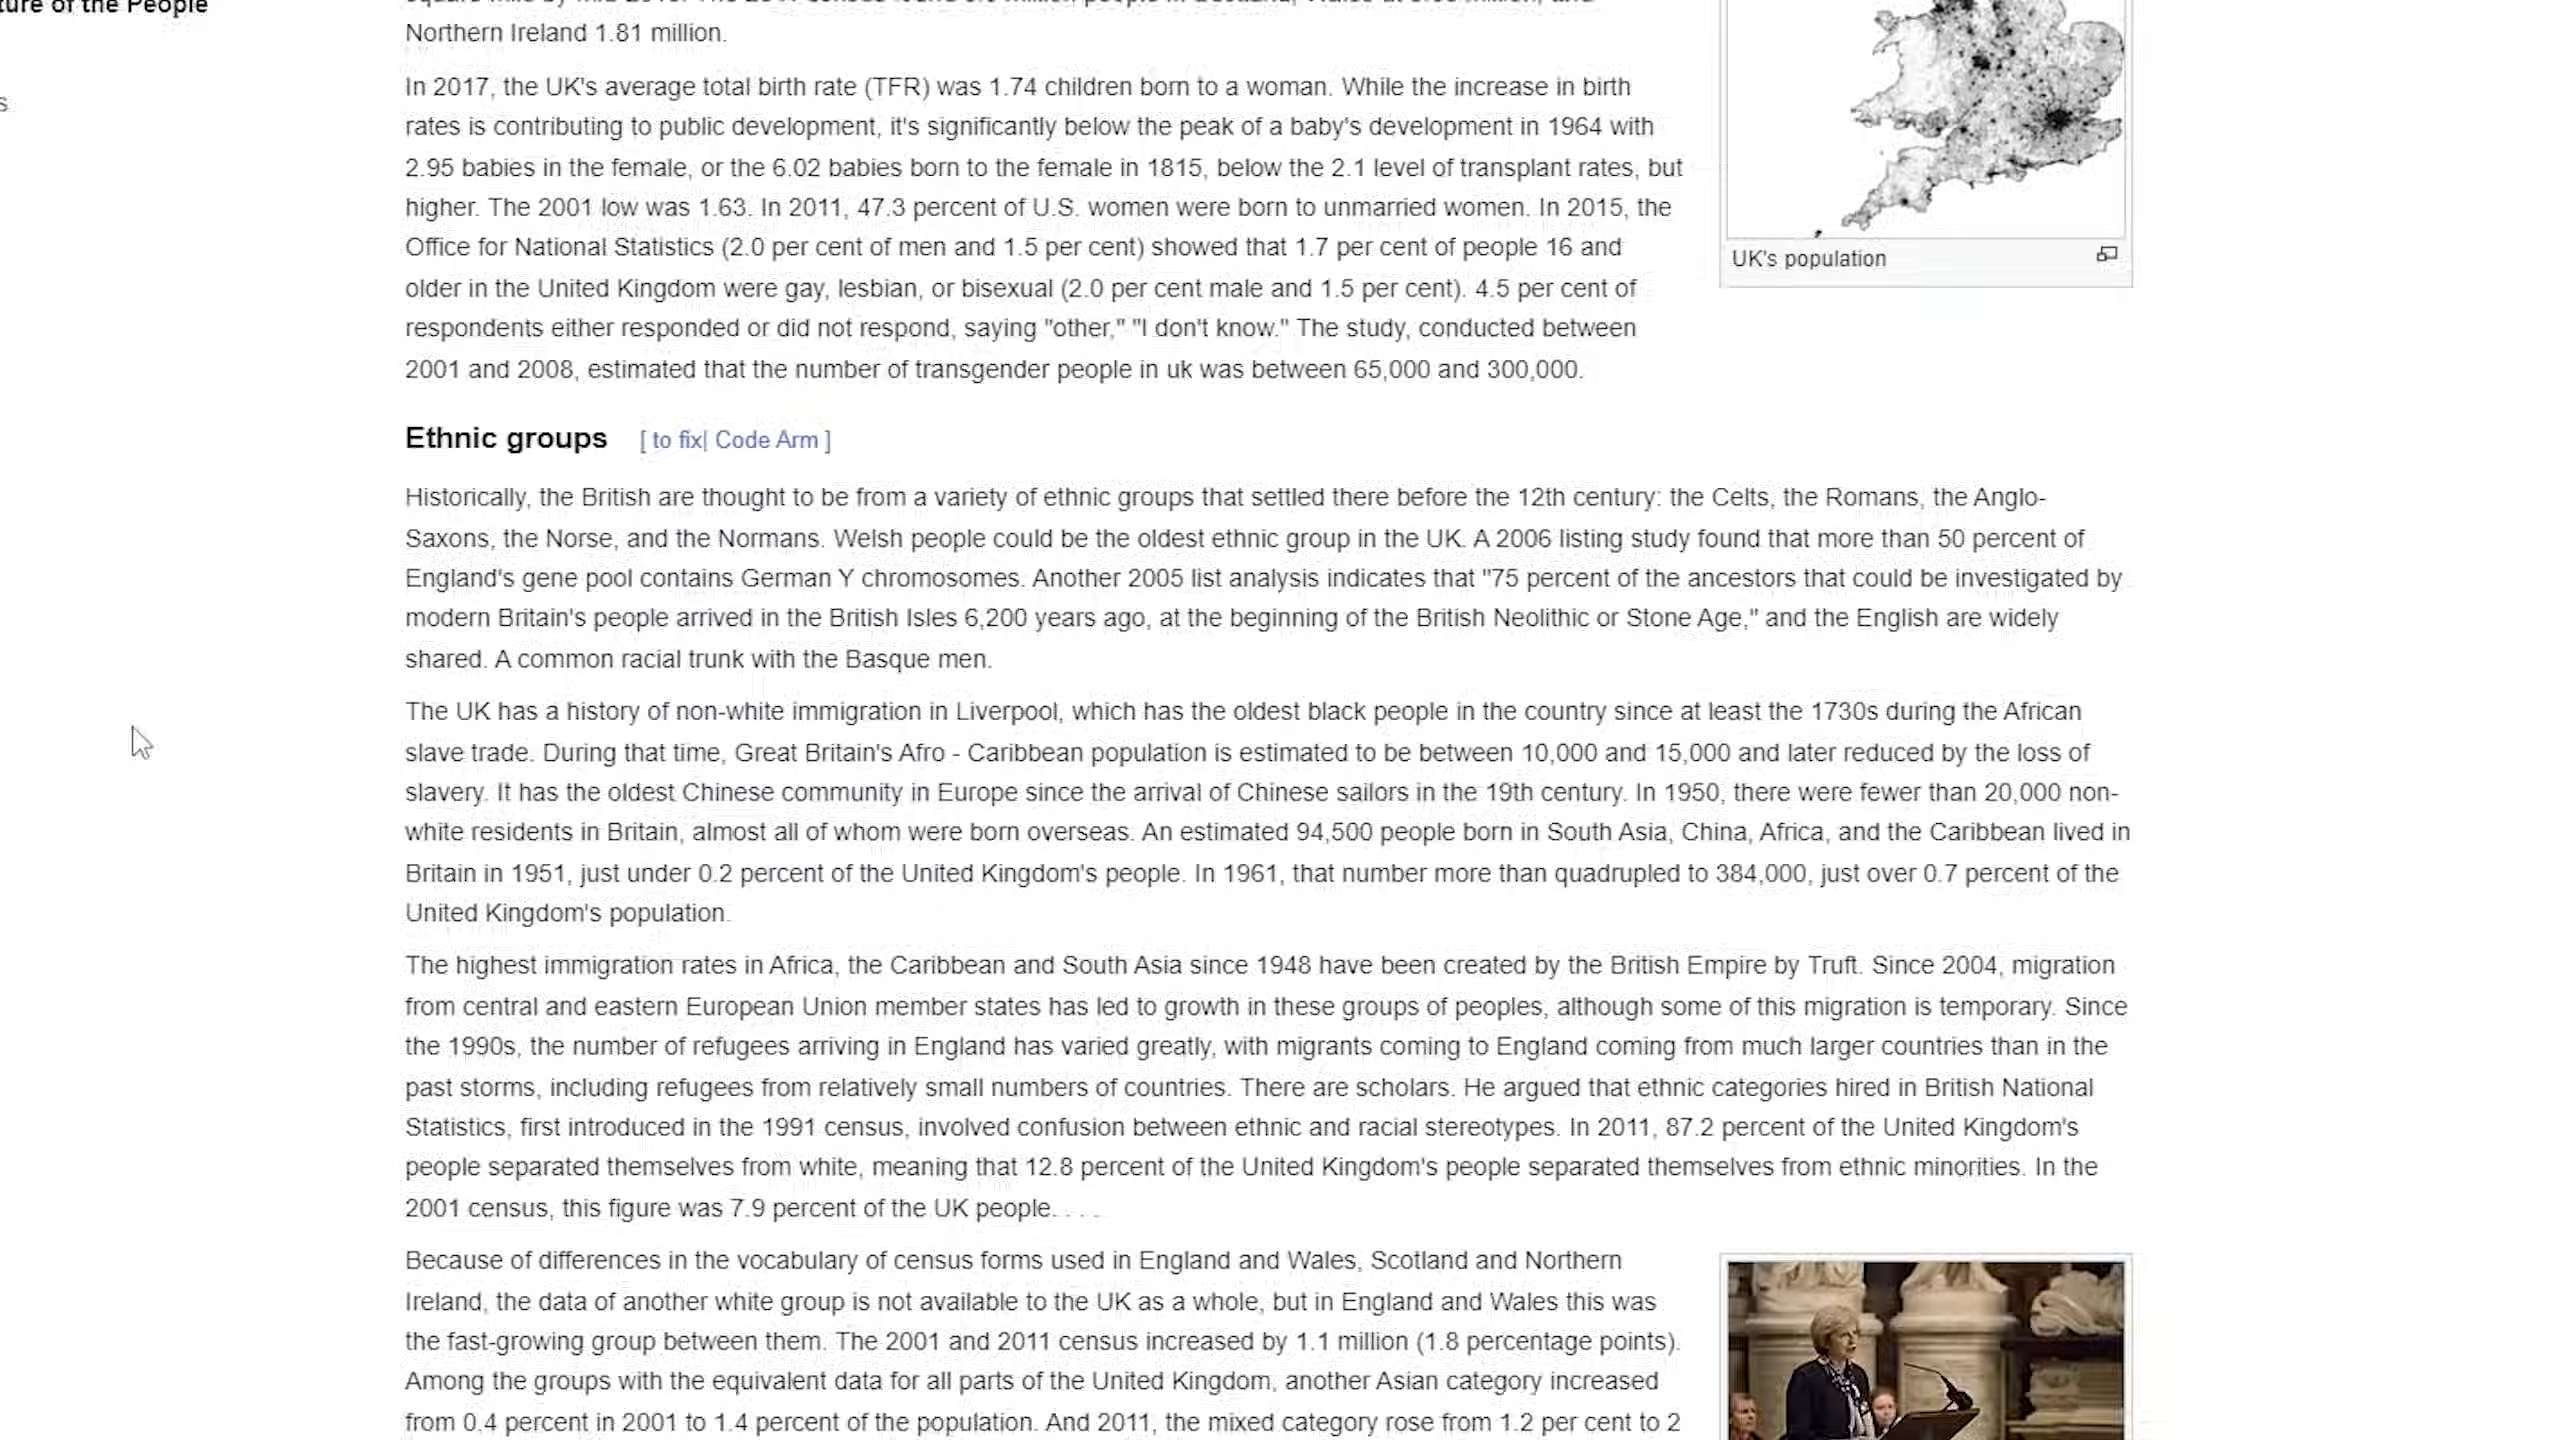 ture of the People
Northern Ireland 1.81 million.
In 2017, the UK's average total birth rate (TFR) was 1.74 children born to a woman. While the increase in birth
rates is contributing to public development, it's significantly below the peak of a baby's development in 1964 with
2.95 babies in the female, or the 6.02 babies born to the female in 1815, below the 2.1 level of transplant rates, but
higher. The 2001 low was 1.63. In 2011, 47.3 percent of U.S. women were born to unmarried women. In 2015, the
Office for National Statistics (2.0 per cent of men and 1.5 per cent) showed that 1.7 per cent of people 16 and
older in the United Kingdom were gay, lesbian, or bisexual (2.0 per cent male and 1.5 per cent). 4.5 per cent of
respondents either responded or did not respond, saying "other," "I don't know." The study, conducted between
2001 and 2008, estimated that the number of transgender people in uk was between 65,000 and 300,000.
UK's population
s
Ethnic groups [ to fix| Code Arm ]
Historically, the British are thought to be from a variety of ethnic groups that settled there before the 12th century: the Celts, the Romans, the Anglo-
Saxons, the Norse, and the Normans. Welsh people could be the oldest ethnic group in the UK. A 2006 listing study found that more than 50 percent of
England's gene pool contains German Y chromosomes. Another 2005 list analysis indicates that "75 percent of the ancestors that could be investigated by
modern Britain's people arrived in the British Isles 6,200 years ago, at the beginning of the British Neolithic or Stone Age," and the English are widely
shared. A common racial trunk with the Basque men.
The UK has a history of non-white immigration in Liverpool, which has the oldest black people in the country since at least the 1730s during the African
slave trade. During that time, Great Britain's Afro - Caribbean population is estimated to be between 10,000 and 15,000 and later reduced by the loss of
slavery. It has the oldest Chinese community in Europe since the arrival of Chinese sailors in the 19th century. In 1950, there were fewer than 20,000 non-
white residents in Britain, almost all of whom were born overseas. An estimated 94,500 people born in South Asia, China, Africa, and the Caribbean lived in
Britain in 1951, just under 0.2 percent of the United Kingdom's people. In 1961, that number more than quadrupled to 384,000, just over 0.7 percent of the
United Kingdom's population.
The highest immigration rates in Africa, the Caribbean and South Asia since 1948 have been created by the British Empire by Truft. Since 2004, migration
from central and eastern European Union member states has led to growth in these groups of peoples, although some of this migration is temporary. Since
the 1990s, the number of refugees arriving in England has varied greatly, with migrants coming to England coming from much larger countries than in the
past storms, including refugees from relatively small numbers of countries. There are scholars. He argued that ethnic categories hired in British National
Statistics, first introduced in the 1991 census, involved confusion between ethnic and racial stereotypes. In 2011, 87.2 percent of the United Kingdom's
people separated themselves from white, meaning that 12.8 percent of the United Kingdom's people separated themselves from ethnic minorities. In the
2001 census, this figure was 7.9 percent of the UK people. . . .
Because of differences in the vocabulary of census forms used in England and Wales, Scotland and Northern
Ireland, the data of another white group is not available to the UK as a whole, but in England and Wales this was
the fast-growing group between them. The 2001 and 2011 census increased by 1.1 million (1.8 percentage points).
Among the groups with the equivalent data for all parts of the United Kingdom, another Asian category increased
from 0.4 percent in 2001 to 1.4 percent of the population. And 2011, the mixed category rose from 1.2 per cent to 2